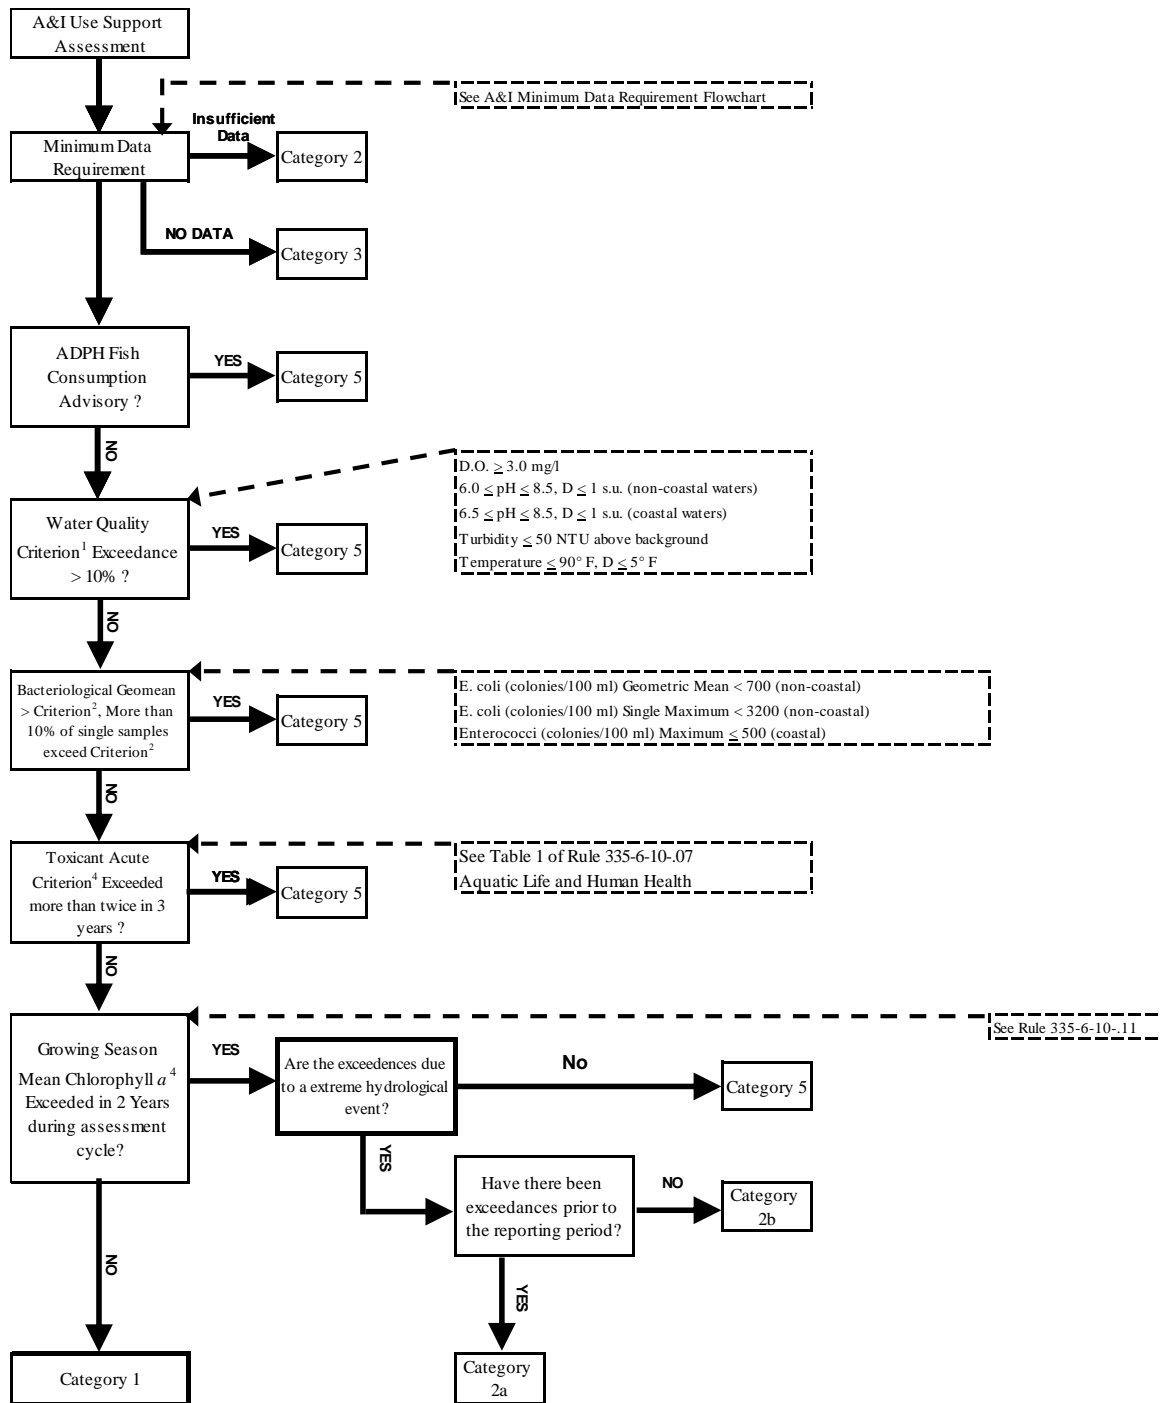 A&I Use Support
Assessment
See A&I Minimum Data Requirement Flowchart
Insufficient
Data
Minimum Data
Requirement
Category 2
NO DATA
Category 3
ADPH Fish
Consumption
Advisory ?
YES
Category 5
NO
D.O. ≥ 3.0 mg/l
6.0 ≤ pH ≤ 8.5, D ≤ 1 s.u. (non-coastal waters)
6.5 ≤ pH ≤ 8.5, D ≤ 1 s.u. (coastal waters)
Turbidity ≤ 50 NTU above background
Temperature ≤ 90° F, D ≤ 5° F
Water Quality
Criterion¹ Exceedance
> 10% ?
YES
Category 5
NO
Bacteriological Geomean
> Criterion², More than
10% of single samples
exceed Criterion²
YES
Category 5
E. coli (colonies/100 ml) Geometric Mean < 700 (non-coastal)
E. coli (colonies/100 ml) Single Maximum < 3200 (non-coastal)
Enterococci (colonies/100 ml) Maximum ≤ 500 (coastal)
NO
Toxicant Acute
Criterion⁴ Exceeded
more than twice in 3
years ?
YES
Category 5
See Table 1 of Rule 335-6-10-.07
Aquatic Life and Human Health
NO
See Rule 335-6-10-.11
Growing Season
Mean Chlorophyll a ⁴
Exceeded in 2 Years
during assessment
cycle?
YES
Are the exceedences due
to a extreme hydrological
event?
No
Category 5
YES
Have there been
exceedances prior to
the reporting period?
NO
Category
2b
NO
YES
Category 1
Category
2a